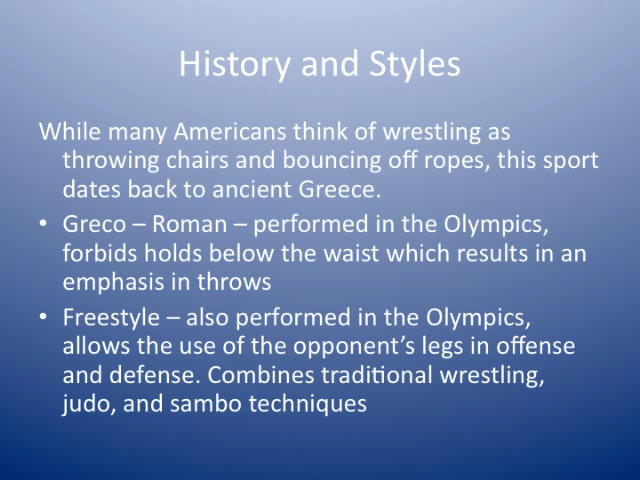 History and Styles
While many Americans think of wrestling as
throwing chairs and bouncing off ropes, this sport
dates back to ancient Greece.
• Greco – Roman – performed in the Olympics,
forbids holds below the waist which results in an
emphasis in throws
• Freestyle – also performed in the Olympics,
allows the use of the opponent’s legs in offense
and defense. Combines traditional wrestling,
judo, and sambo techniques